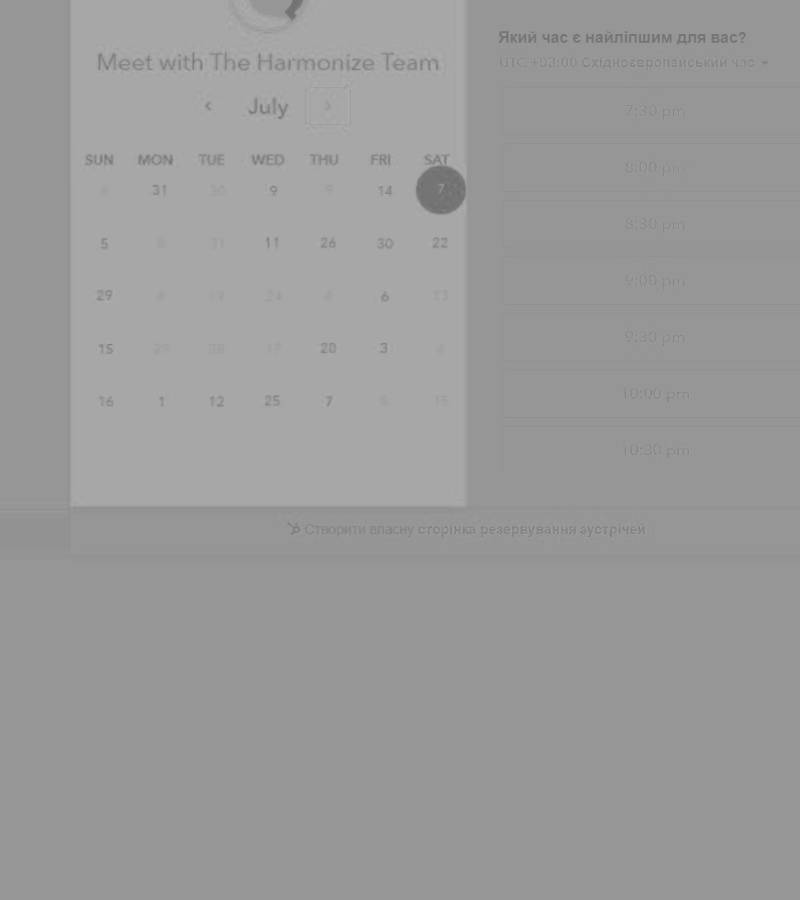 Meet with The Harmonize Team
July
SUN MON TUE WED THU FRI SAT
31 30 9 9 14 7
5 8 31 11 26 30 22
29 19 24 6 13
15 29 28 17 20 3
16 1 12 25 7 5 15
Який час є найліпшим для вас?
UTC +03:00 Східноєвропейський час
7:30 pm
8:00 pm
8:30 pm
9:00 pm
9:30 pm
10:00 pm
10:30 pm
Створити власну сторінка резервування зустрічей